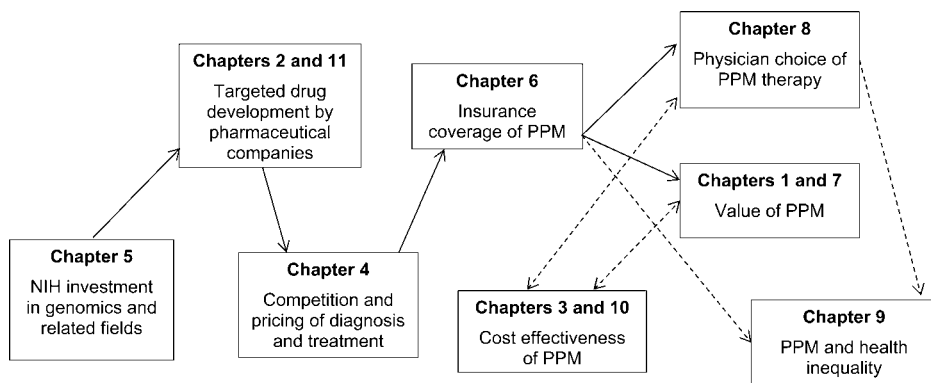 Chapter 5
NIH investment
in genomics and
related fields
Chapters 2 and 11
Targeted drug
development by
pharmaceutical
companies
Chapter 4
Competition and
pricing of diagnosis
and treatment
Chapter 6
Insurance
coverage of PPM
Chapter 8
Physician choice of
PPM therapy
Chapters 1 and 7
Value of PPM
Chapters 3 and 10
Cost effectiveness
of PPM
Chapter 9
PPM and health
inequality